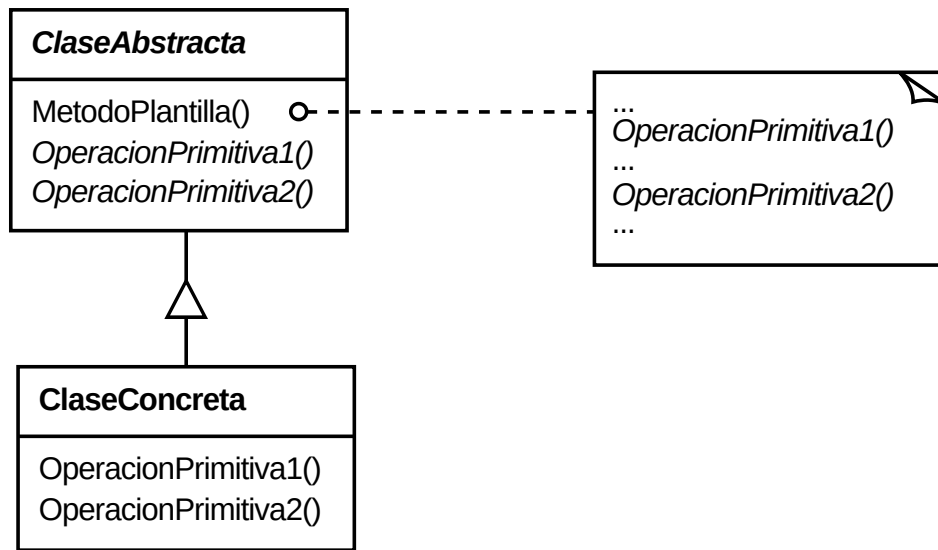 ClaseAbstracta
MetodoPlantilla()
OperacionPrimitiva1()
OperacionPrimitiva2()
...
OperacionPrimitiva1()
...
OperacionPrimitiva2()
...
ClaseConcreta
OperacionPrimitiva1()
OperacionPrimitiva2()